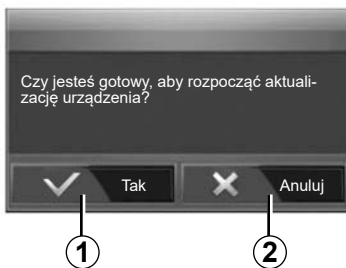 Czy jesteś gotowy, aby rozpocząć aktuali-
zację urządzenia?
Tak
Anuluj
1
2